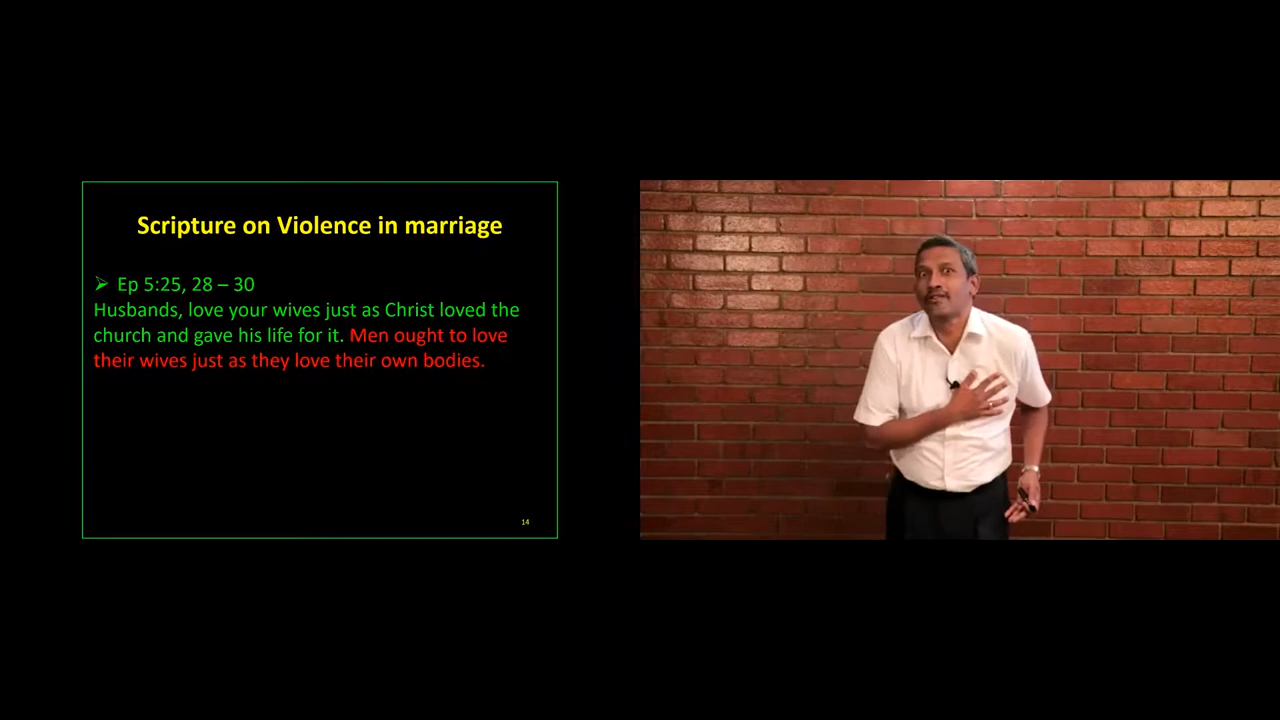 Scripture on Violence in marriage
➢ Ep 5:25, 28 – 30
Husbands, love your wives just as Christ loved the
church and gave his life for it. Men ought to love
their wives just as they love their own bodies.
14